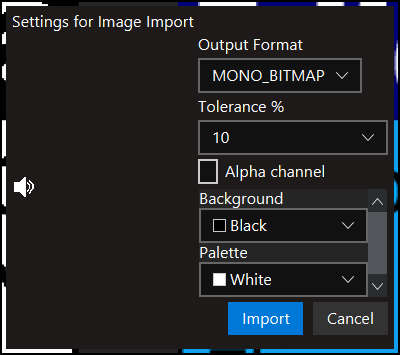 Settings for Image Import
Output Format
MONO_BITMAP
Tolerance %
10
Alpha channel
Background
Black
Palette
White
Import
Cancel